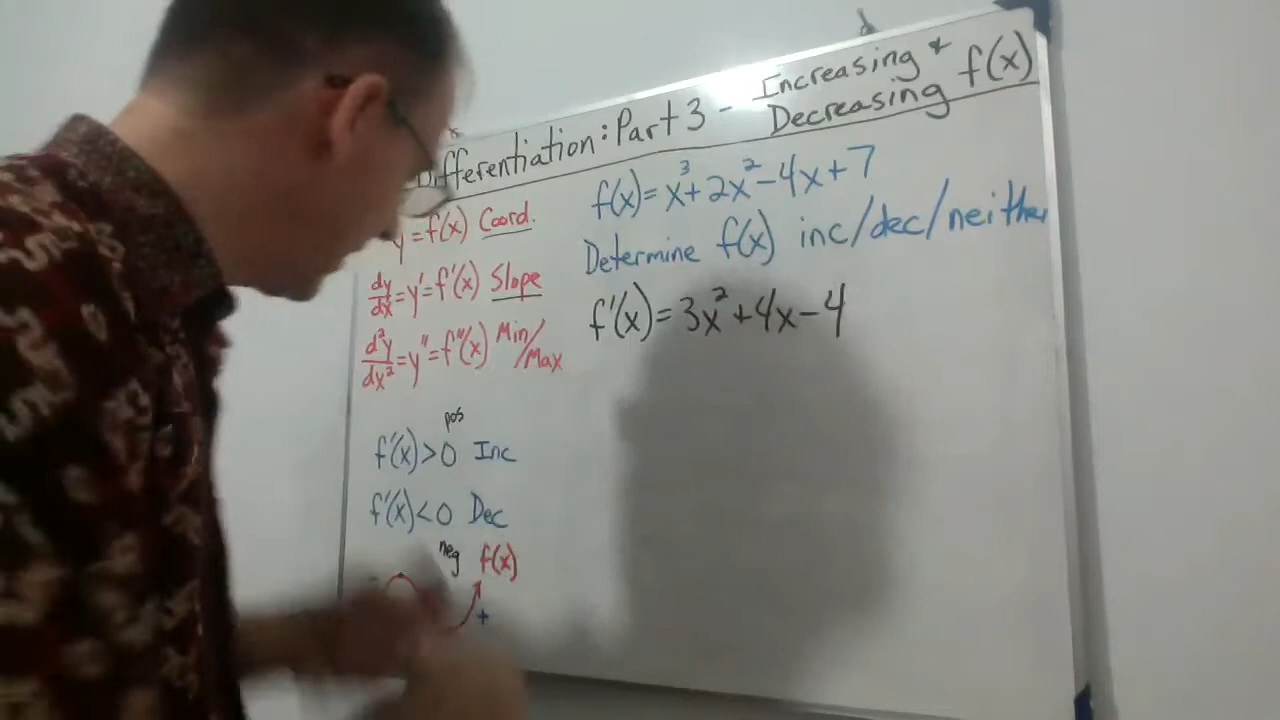 Differentiation: Part 3 - Increasing + Decreasing f(x)
y = f(x) Coord.
dy/dx = y' = f'(x) Slope
d²y/dx² = y" = f"(x) Min/Max
pos
f'(x) > 0 Inc
f'(x) < 0 Dec
neg f(x)
+
f(x) = x³ + 2x² - 4x + 7
Determine f(x) inc/dec/neither
f'(x) = 3x² + 4x - 4